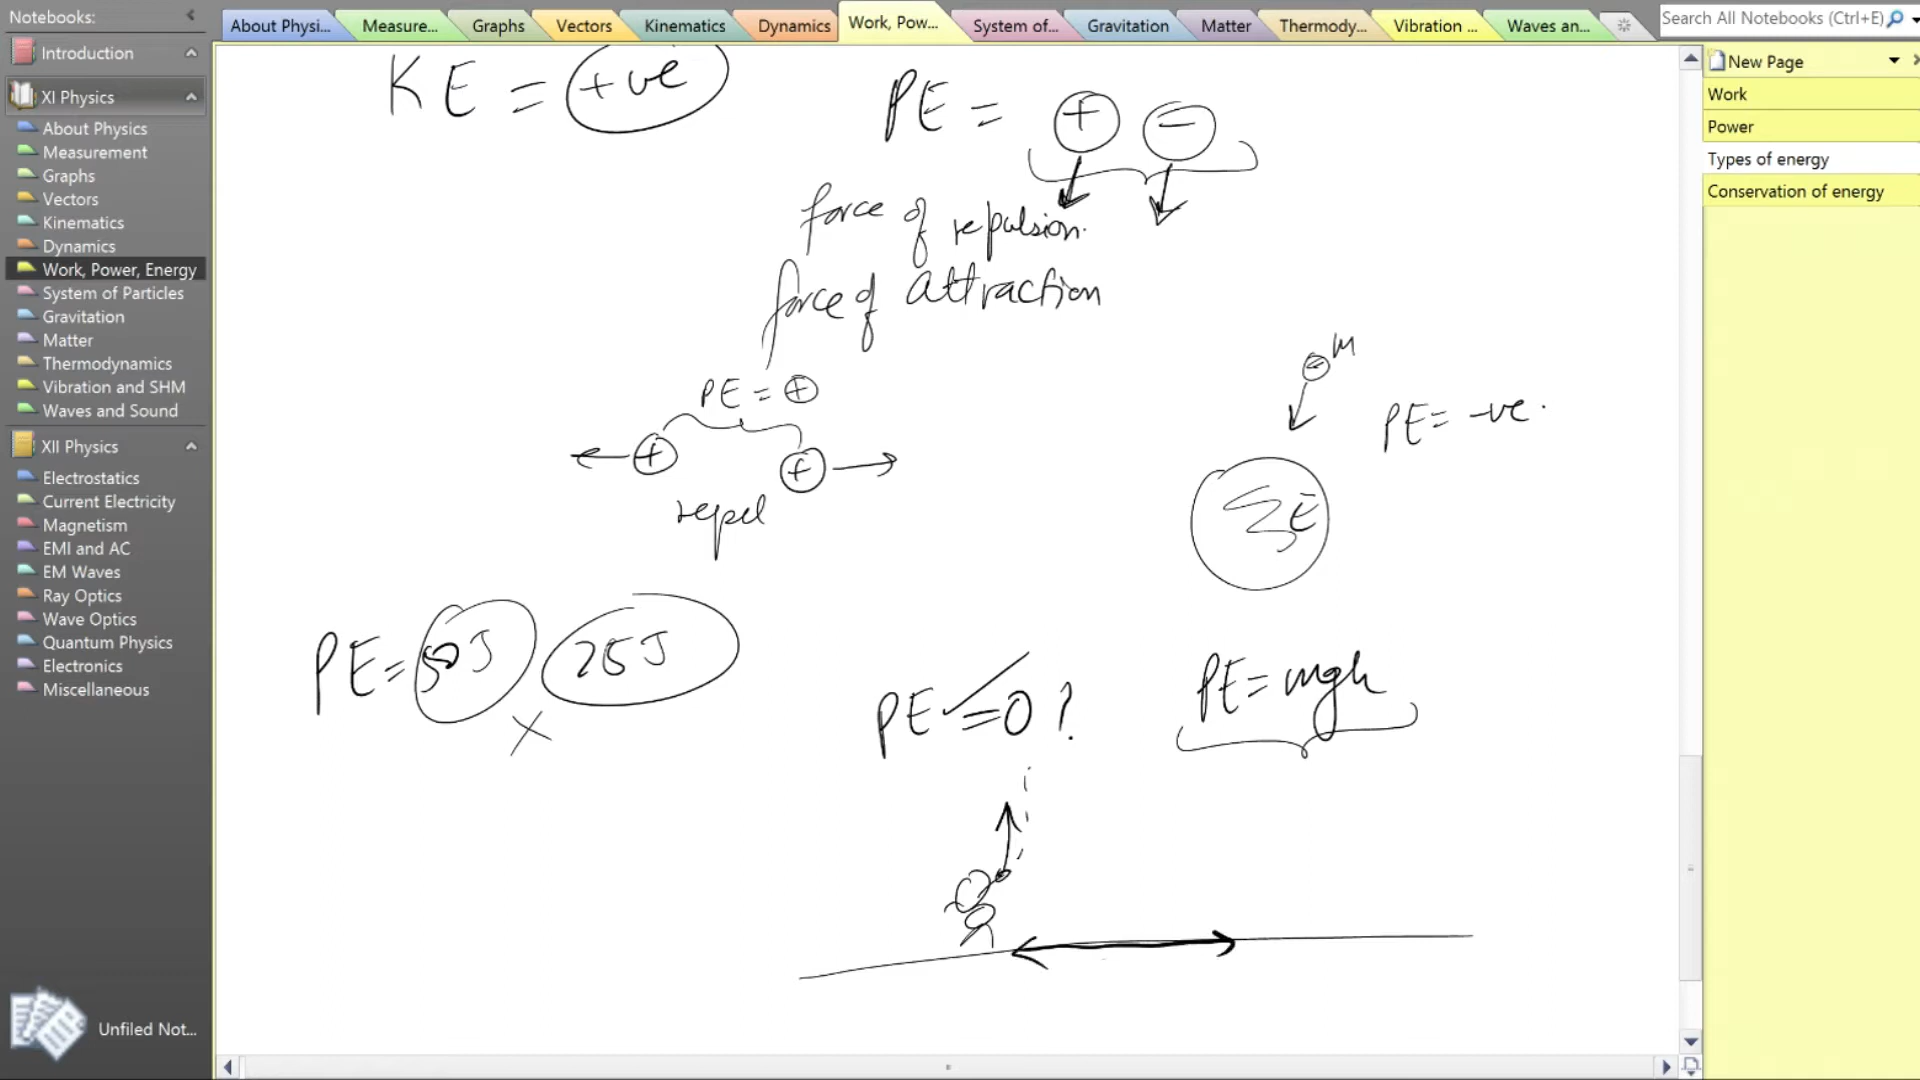 Notebooks:
Introduction
XI Physics
About Physics
Measurement
Graphs
Vectors
Kinematics
Dynamics
Work, Power, Energy
System of Particles
Gravitation
Matter
Thermodynamics
Vibration and SHM
Waves and Sound
XII Physics
Electrostatics
Current Electricity
Magnetism
EMI and AC
EM Waves
Ray Optics
Wave Optics
Quantum Physics
Electronics
Miscellaneous
Unfiled Not...
About Physi... Measure... Graphs Vectors Kinematics Dynamics Work, Pow... System of... Gravitation Matter Thermody... Vibration ... Waves an...
Search All Notebooks (Ctrl+E)
KE = +ve
PE = + -
force of repulsion.
force of attraction
PE = +
+ +
repel
m
PE = -ve.
E
PE = 50J 25J
X
PE = 0 ?
PE = mgh
New Page
Work
Power
Types of energy
Conservation of energy